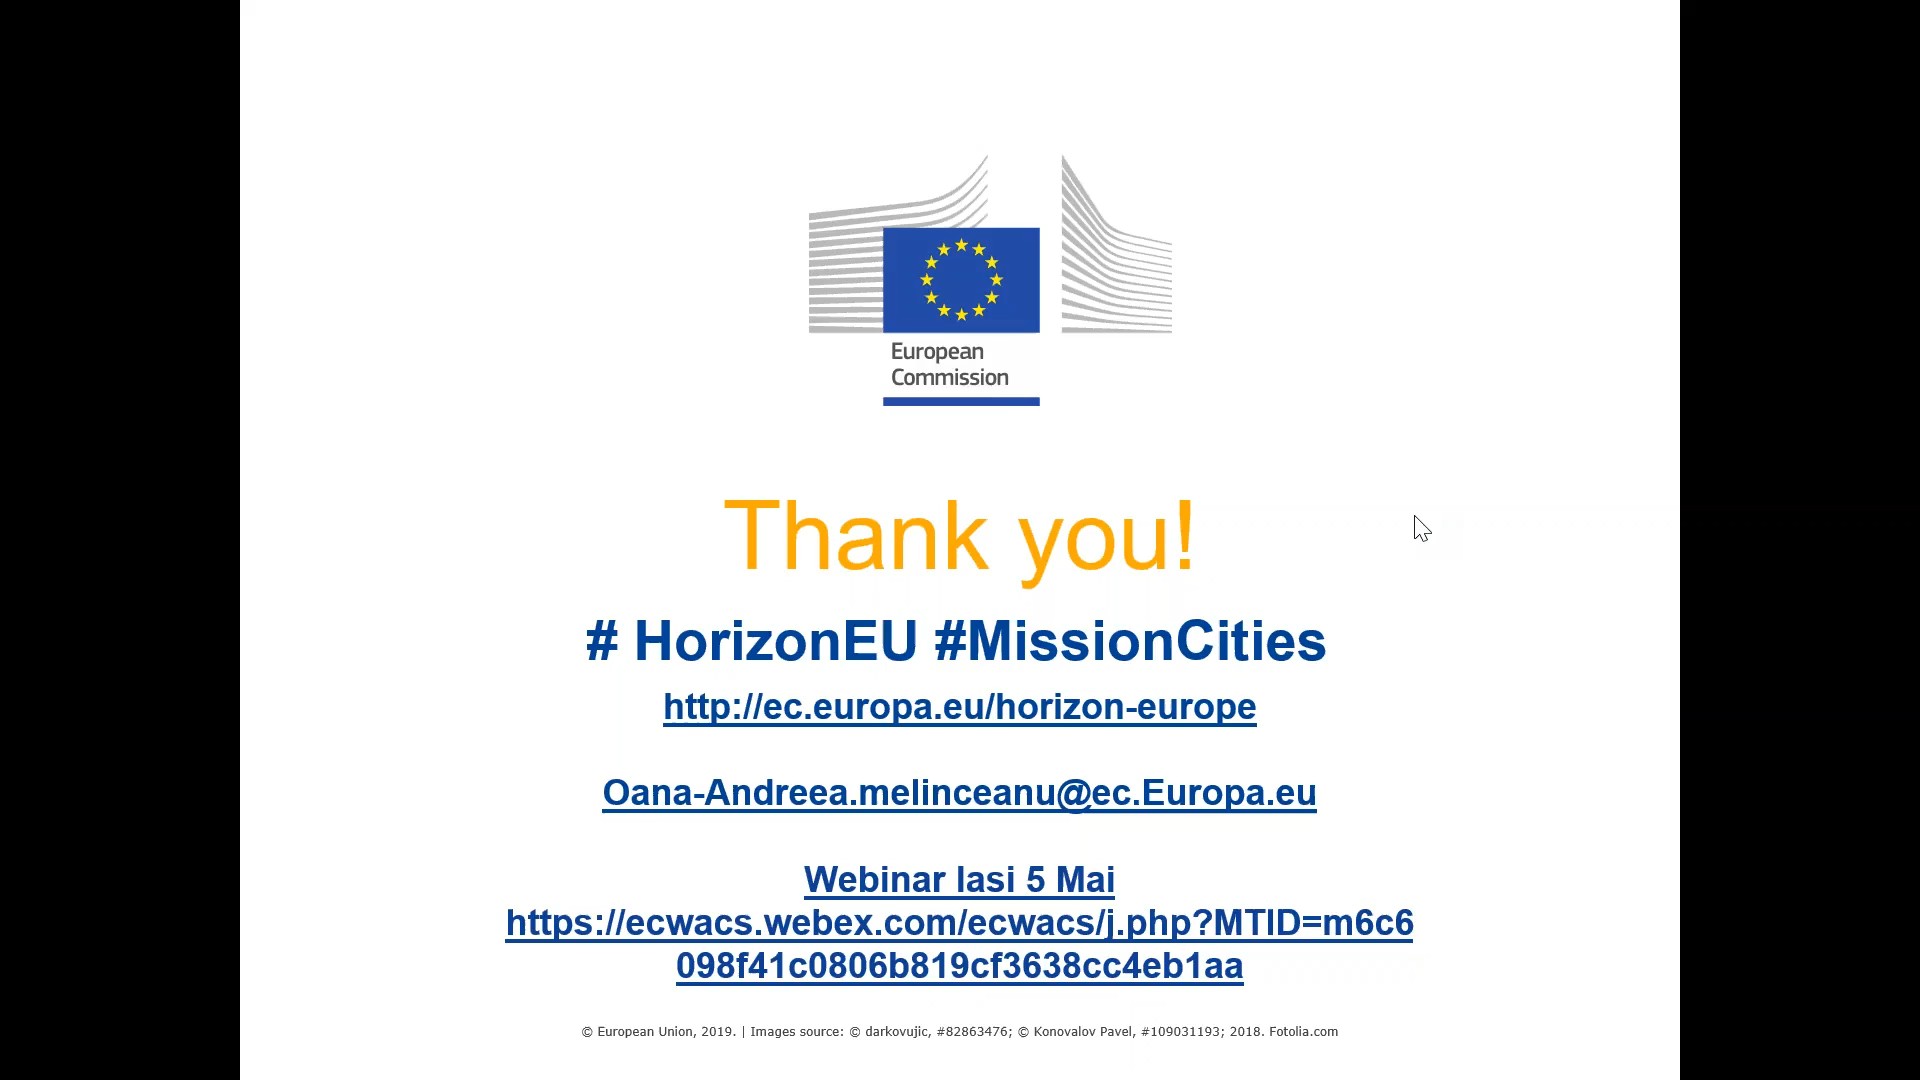 European
Commission
Thank you!
# HorizonEU #MissionCities
http://ec.europa.eu/horizon-europe
Oana-Andreea.melinceanu@ec.Europa.eu
Webinar Iasi 5 Mai
https://ecwacs.webex.com/ecwacs/j.php?MTID=m6c6
098f41c0806b819cf3638cc4eb1aa
© European Union, 2019. | Images source: © darkovujic, #82863476; © Konovalov Pavel, #109031193; 2018. Fotolia.com